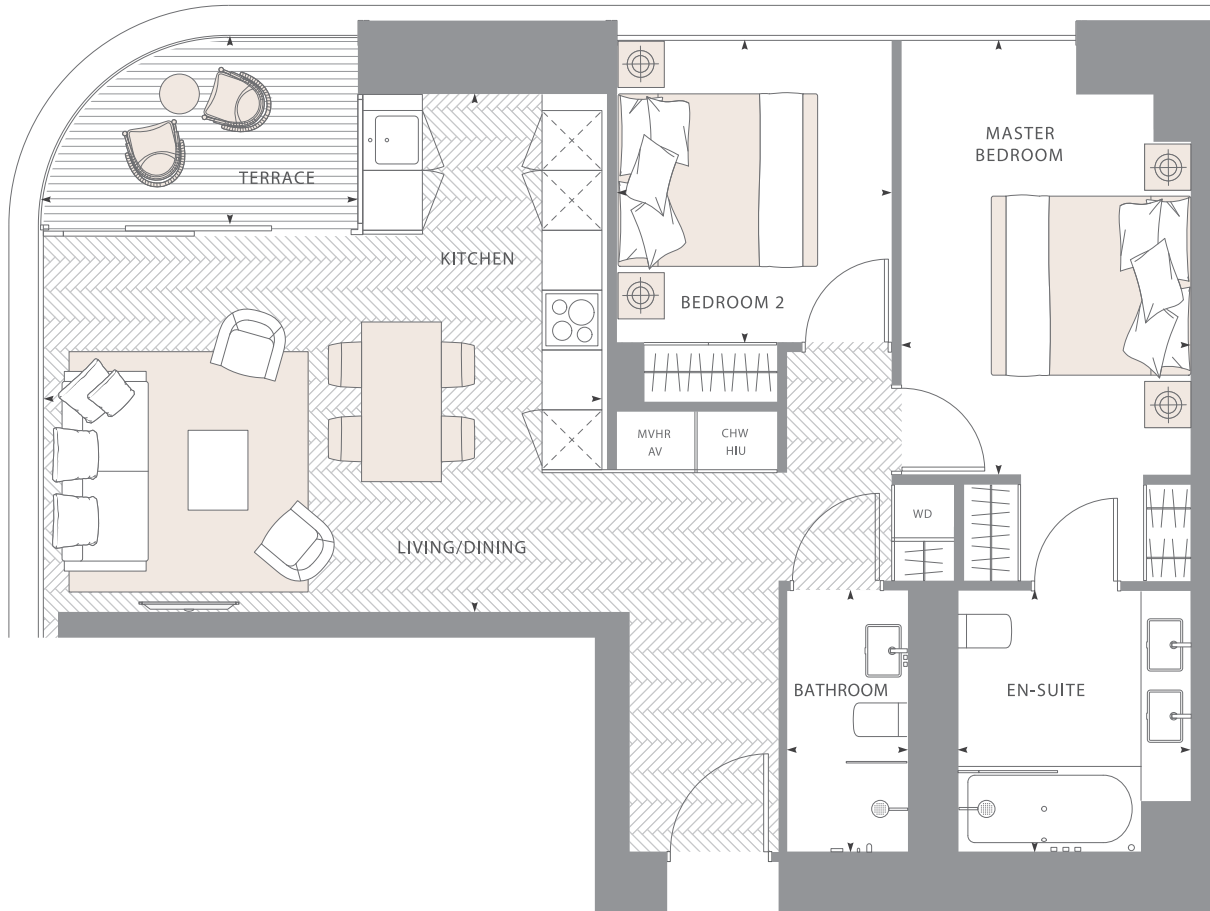 MASTER
BEDROOM
TERRACE
KITCHEN
BEDROOM 2
MVHR
AV
CHW
HIU
WD
LIVING/DINING
BATHROOM
EN-SUITE